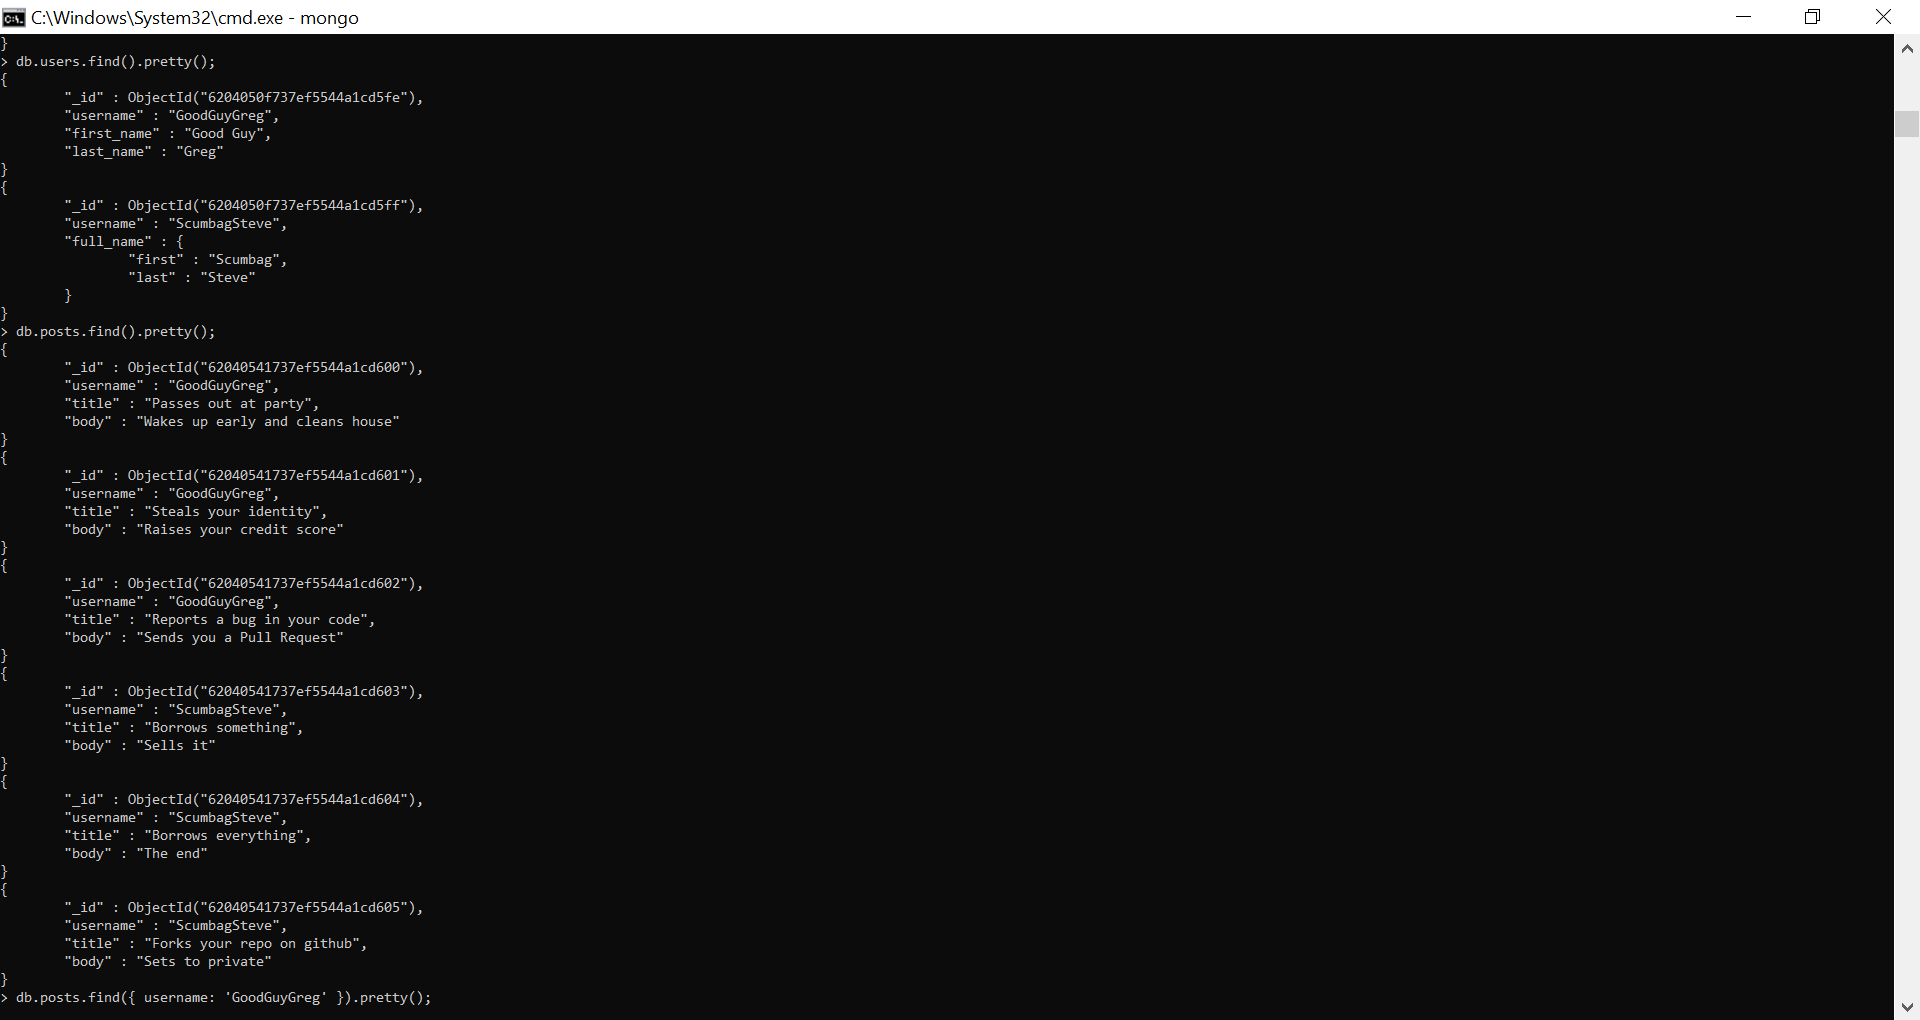 C:\Windows\System32\cmd.exe - mongo
}
> db.users.find().pretty();
{
        "_id" : ObjectId("6204050f737ef5544a1cd5fe"),
        "username" : "GoodGuyGreg",
        "first_name" : "Good Guy",
        "last_name" : "Greg"
}
{
        "_id" : ObjectId("6204050f737ef5544a1cd5ff"),
        "username" : "ScumbagSteve",
        "full_name" : {
                "first" : "Scumbag",
                "last" : "Steve"
        }
}
> db.posts.find().pretty();
{
        "_id" : ObjectId("62040541737ef5544a1cd600"),
        "username" : "GoodGuyGreg",
        "title" : "Passes out at party",
        "body" : "Wakes up early and cleans house"
}
{
        "_id" : ObjectId("62040541737ef5544a1cd601"),
        "username" : "GoodGuyGreg",
        "title" : "Steals your identity",
        "body" : "Raises your credit score"
}
{
        "_id" : ObjectId("62040541737ef5544a1cd602"),
        "username" : "GoodGuyGreg",
        "title" : "Reports a bug in your code",
        "body" : "Sends you a Pull Request"
}
{
        "_id" : ObjectId("62040541737ef5544a1cd603"),
        "username" : "ScumbagSteve",
        "title" : "Borrows something",
        "body" : "Sells it"
}
{
        "_id" : ObjectId("62040541737ef5544a1cd604"),
        "username" : "ScumbagSteve",
        "title" : "Borrows everything",
        "body" : "The end"
}
{
        "_id" : ObjectId("62040541737ef5544a1cd605"),
        "username" : "ScumbagSteve",
        "title" : "Forks your repo on github",
        "body" : "Sets to private"
}
> db.posts.find({ username: 'GoodGuyGreg' }).pretty();